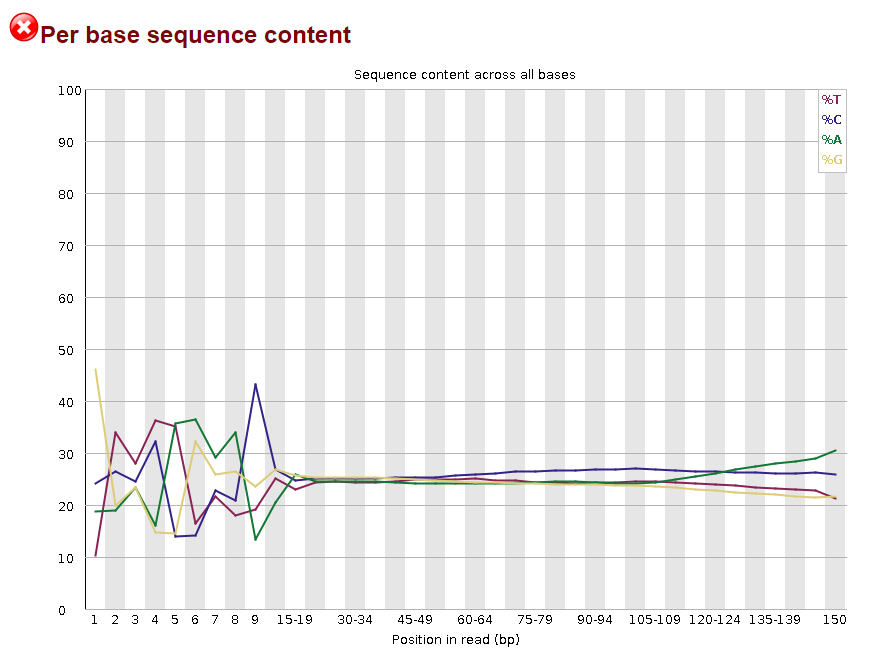 Per base sequence content
Sequence content across all bases
100
90
80
70
60
50
40
30
20
10
0
%T
%C
%A
%G
1 2 3 4 5 6 7 8 9 15-19 30-34 45-49 60-64 75-79 90-94 105-109 120-124 135-139 150
Position in read (bp)